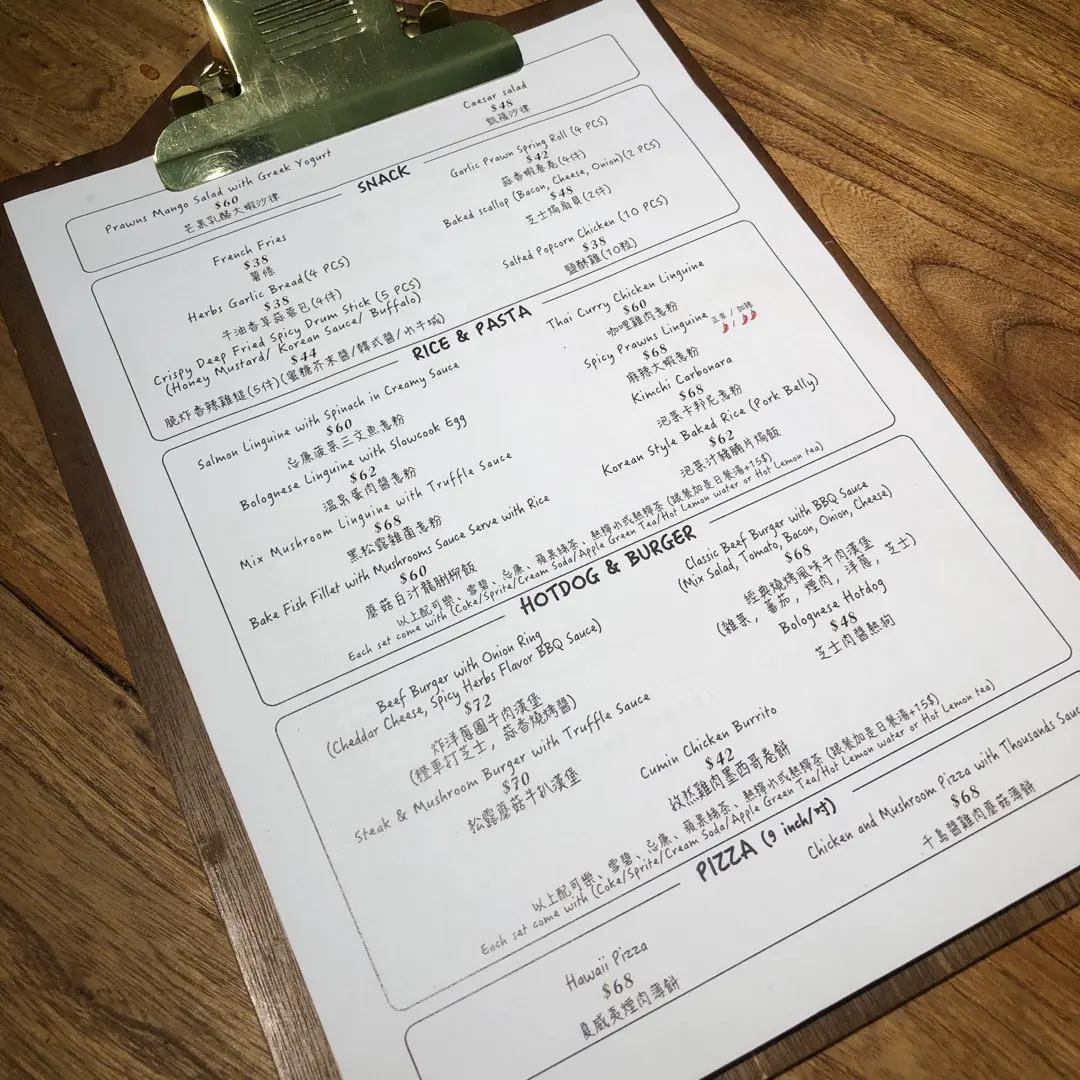 Prawns Mango Salad with Greek Yogurt
$60
芒果乳酪大蝦沙律
Caesar salad
$48
凱薩沙律
SNACK
French Fries
$38
薯條
Herbs Garlic Bread(4 PCS)
$38
牛油香草蒜蓉包(4件)
Crispy Deep Fried Spicy Drum Stick (5 PCS)
(Honey Mustard/ Korean Sauce/ Buffalo)
$44
脆炸香辣雞槌(5件)(蜜糖芥末醬/韓式醬/水牛城)
Garlic Prawn Spring Roll (4 PCS)
$42
蒜香蝦春卷(4件)
Baked scallop (Bacon, Cheese, Onion)(2 PCS)
$48
芝士焗扇貝(2件)
Salted Popcorn Chicken (10 PCS)
$38
鹽酥雞(10粒)
RICE & PASTA
Salmon Linguine with Spinach in Creamy Sauce
$60
忌廉菠菜三文魚意粉
Bolognese Linguine with Slowcook Egg
$62
溫泉蛋肉醬意粉
Mix Mushroom Linguine with Truffle Sauce
$68
黑松露雜菌意粉
Bake Fish Fillet with Mushrooms Sauce Serve with Rice
$60
蘑菇白汁龍脷柳飯
Thai Curry Chicken Linguine
$60
咖哩雞肉意粉
Spicy Prawns Linguine 正常 / 加辣
$68
麻辣大蝦意粉
Kimchi Carbonara
$68
泡菜卡邦尼意粉
Korean Style Baked Rice (Pork Belly)
$62
泡菜汁豬腩片焗飯
以上配可樂、雪碧、忌廉、蘋果綠茶、熱檸水或熱檸茶 (跟餐加是日餐湯+15$)
Each set come with (Coke/Sprite/Cream Soda/Apple Green Tea/Hot Lemon water or Hot Lemon tea)
HOTDOG & BURGER
Beef Burger with Onion Ring
(Cheddar Cheese, Spicy Herbs Flavor BBQ Sauce)
$72
炸洋蔥圈牛肉漢堡
(橙車打芝士, 蒜香燒烤醬)
Steak & Mushroom Burger with Truffle Sauce
$70
松露蘑菇牛扒漢堡
Classic Beef Burger with BBQ Sauce
(Mix Salad, Tomato, Bacon, Onion, Cheese)
$68
經典燒烤風味牛肉漢堡
(雜菜, 番茄, 煙肉, 洋蔥, 芝士)
Bolognese Hotdog
$48
芝士肉醬熱狗
Cumin Chicken Burrito
$42
孜然雞肉墨西哥卷餅
以上配可樂、雪碧、忌廉、蘋果綠茶、熱檸水或熱檸茶 (跟餐加是日餐湯+15$)
Each set come with (Coke/Sprite/Cream Soda/Apple Green Tea/Hot Lemon water or Hot Lemon tea)
PIZZA (9 inch/吋)
Hawaii Pizza
$68
夏威夷煙肉薄餅
Chicken and Mushroom Pizza with Thousands Sauc
$68
千島醬雞肉蘑菇薄餅